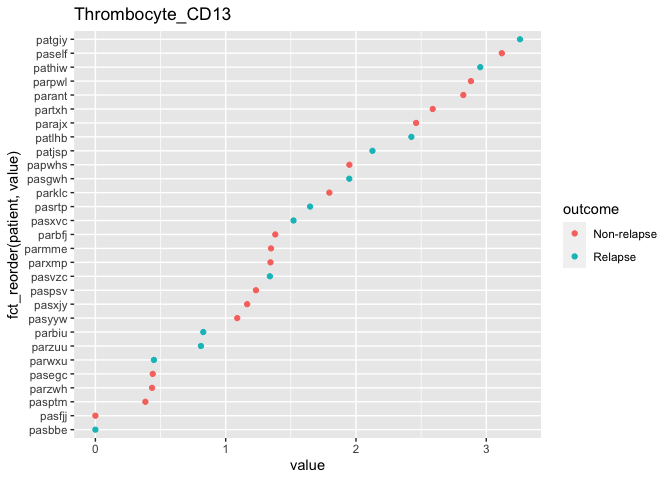 Thrombocyte_CD13
fct_reorder(patient, value)
patgiy
paself
pathiw
parpwl
parant
partxh
parajx
patlhb
patjsp
papwhs
pasgwh
parklc
pasrtp
pasxvc
parbfj
parmme
parxmp
pasvzc
paspsv
pasxjy
pasyyw
parbiu
parzuu
parwxu
pasegc
parzwh
pasptm
pasfjj
pasbbe
0 1 2 3
value
outcome
Non-relapse
Relapse